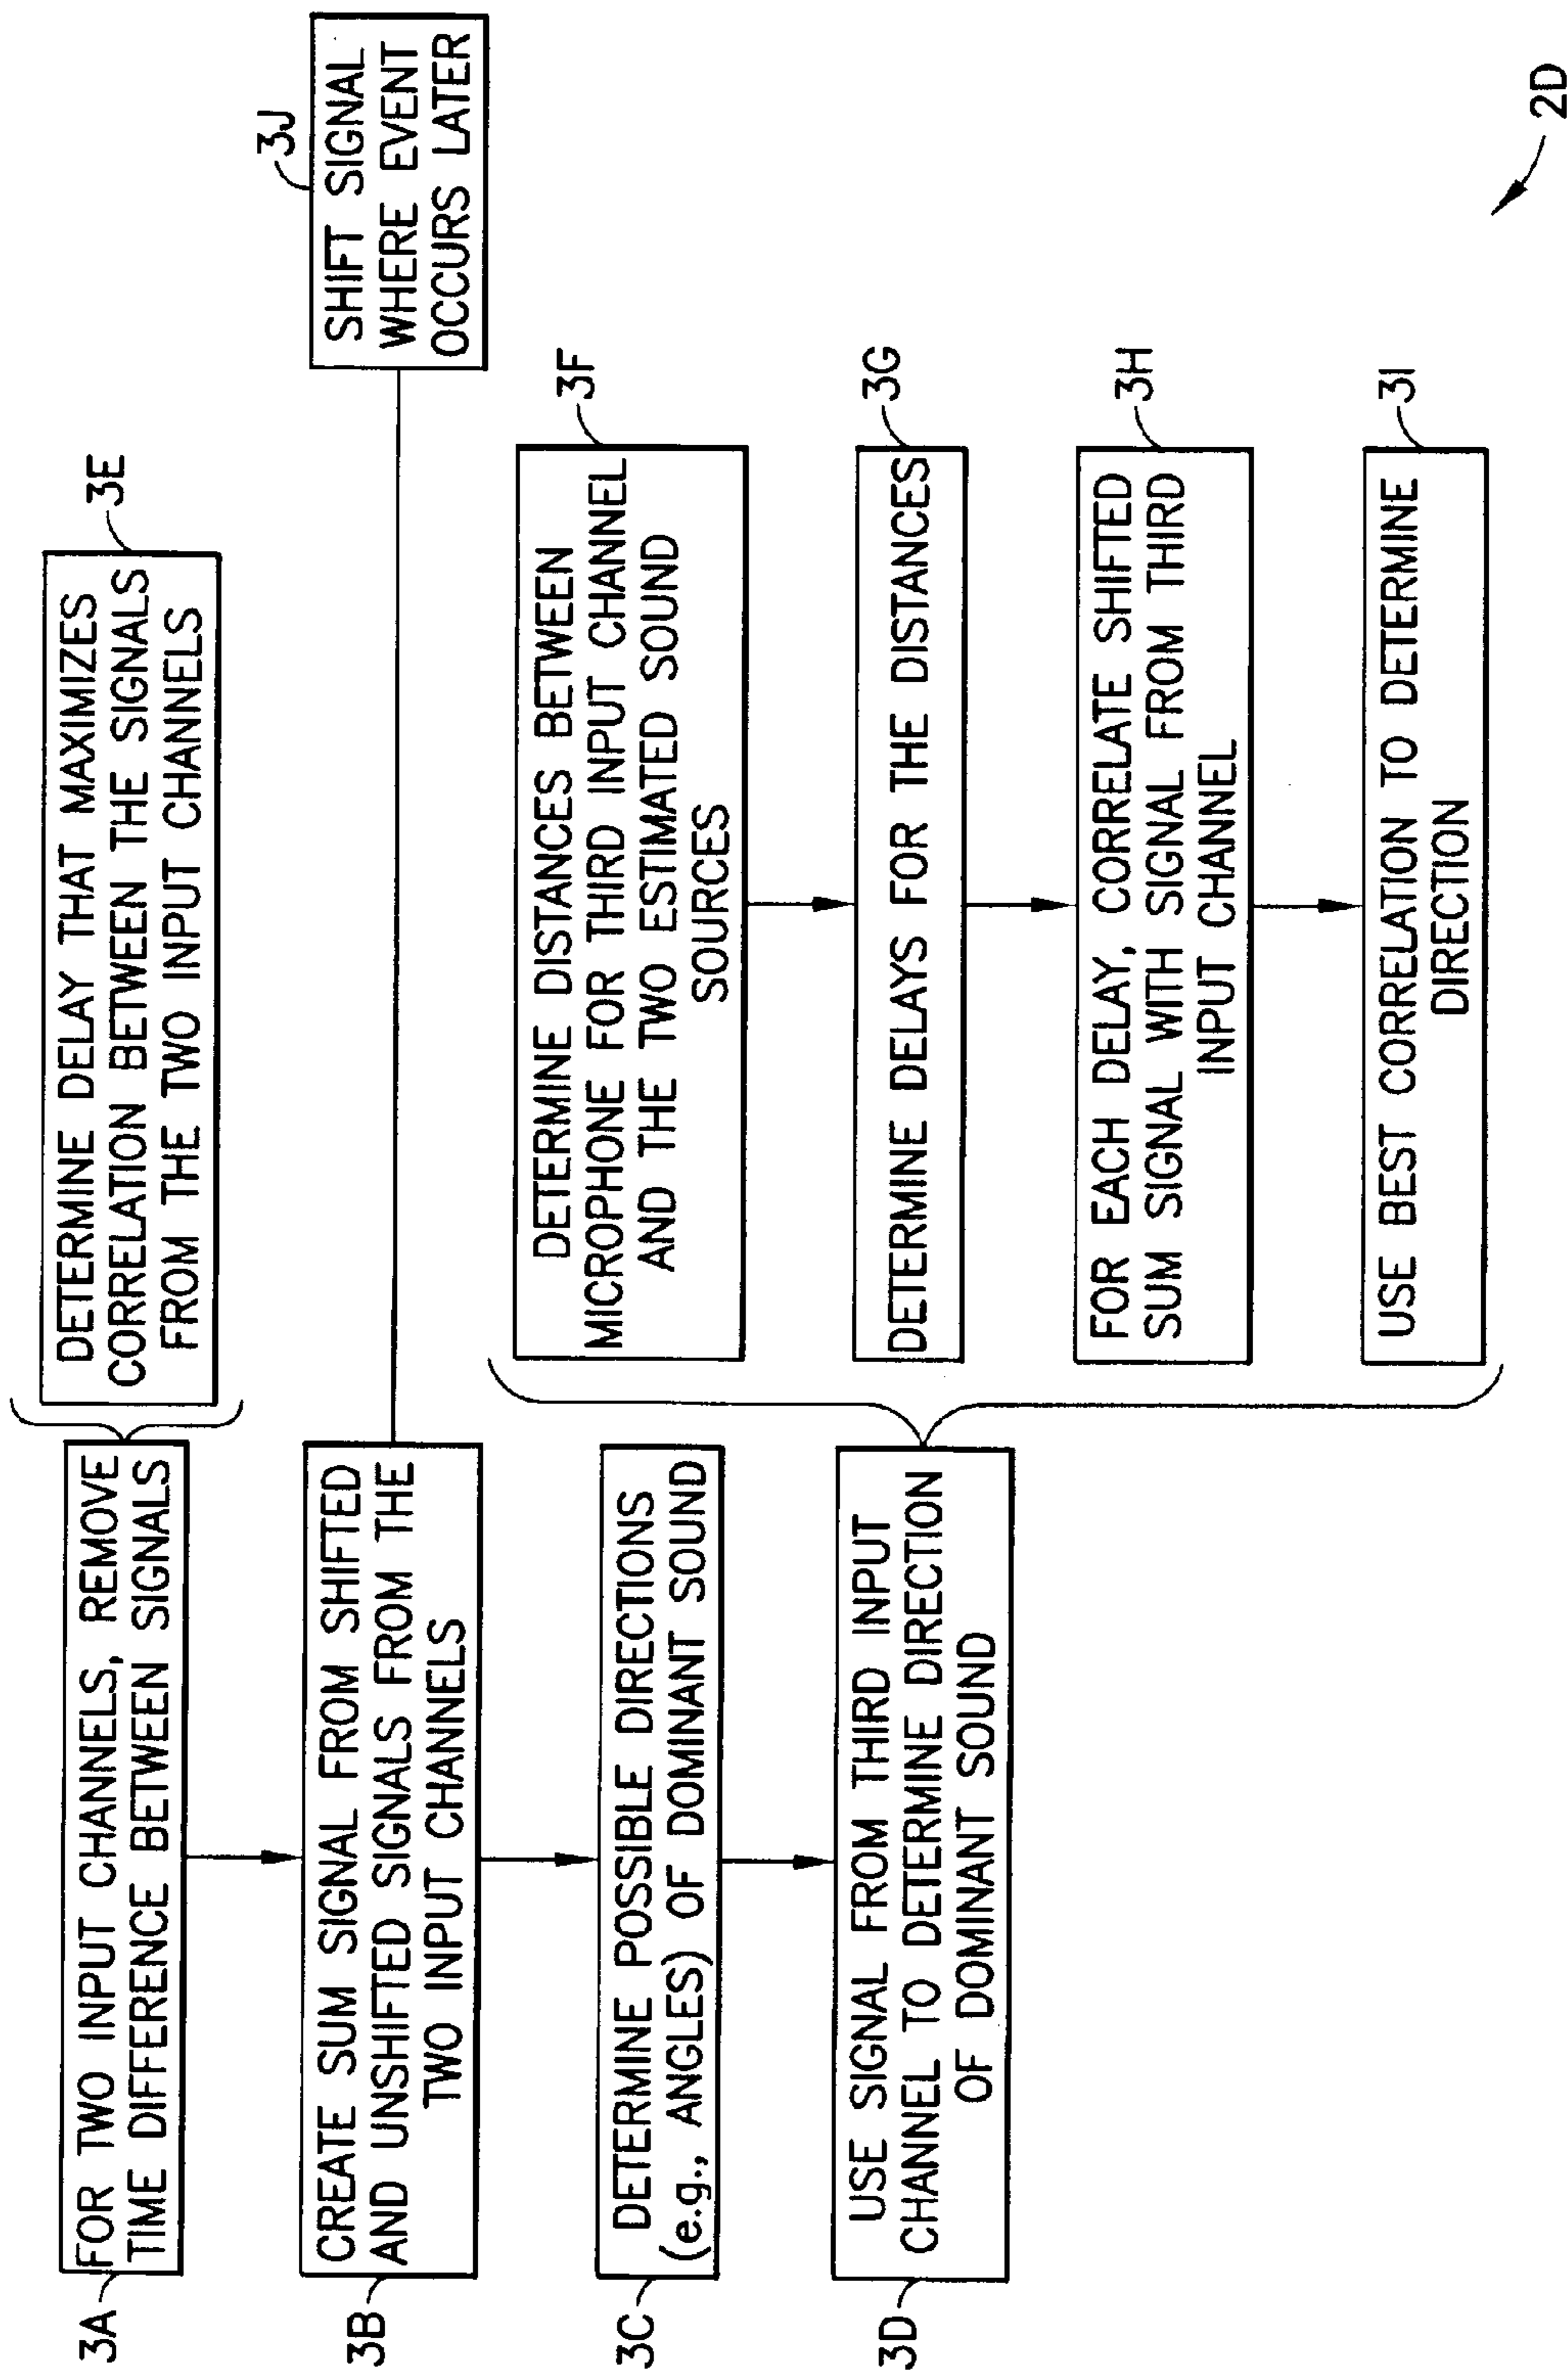 3A
FOR TWO INPUT CHANNELS, REMOVE
TIME DIFFERENCE BETWEEN SIGNALS
3E
DETERMINE DELAY THAT MAXIMIZES
CORRELATION BETWEEN THE SIGNALS
FROM THE TWO INPUT CHANNELS
3B
CREATE SUM SIGNAL FROM SHIFTED
AND UNSHIFTED SIGNALS FROM THE
TWO INPUT CHANNELS
3J
SHIFT SIGNAL
WHERE EVENT
OCCURS LATER
3C
DETERMINE POSSIBLE DIRECTIONS
(e.g., ANGLES) OF DOMINANT SOUND
3D
USE SIGNAL FROM THIRD INPUT
CHANNEL TO DETERMINE DIRECTION
OF DOMINANT SOUND
3F
DETERMINE DISTANCES BETWEEN
MICROPHONE FOR THIRD INPUT CHANNEL
AND THE TWO ESTIMATED SOUND
SOURCES
3G
DETERMINE DELAYS FOR THE DISTANCES
3H
FOR EACH DELAY, CORRELATE SHIFTED
SUM SIGNAL WITH SIGNAL FROM THIRD
INPUT CHANNEL
3I
USE BEST CORRELATION TO DETERMINE
DIRECTION
2D